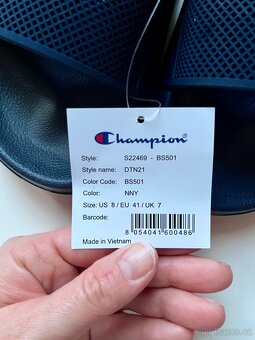 Champion
Style: S22469 - BS501
Style name: DTN21
Color Code: BS501
Color: NNY
Size: US 8 / EU 41 / UK 7
Barcode:
8 054041 600486
Made in Vietnam